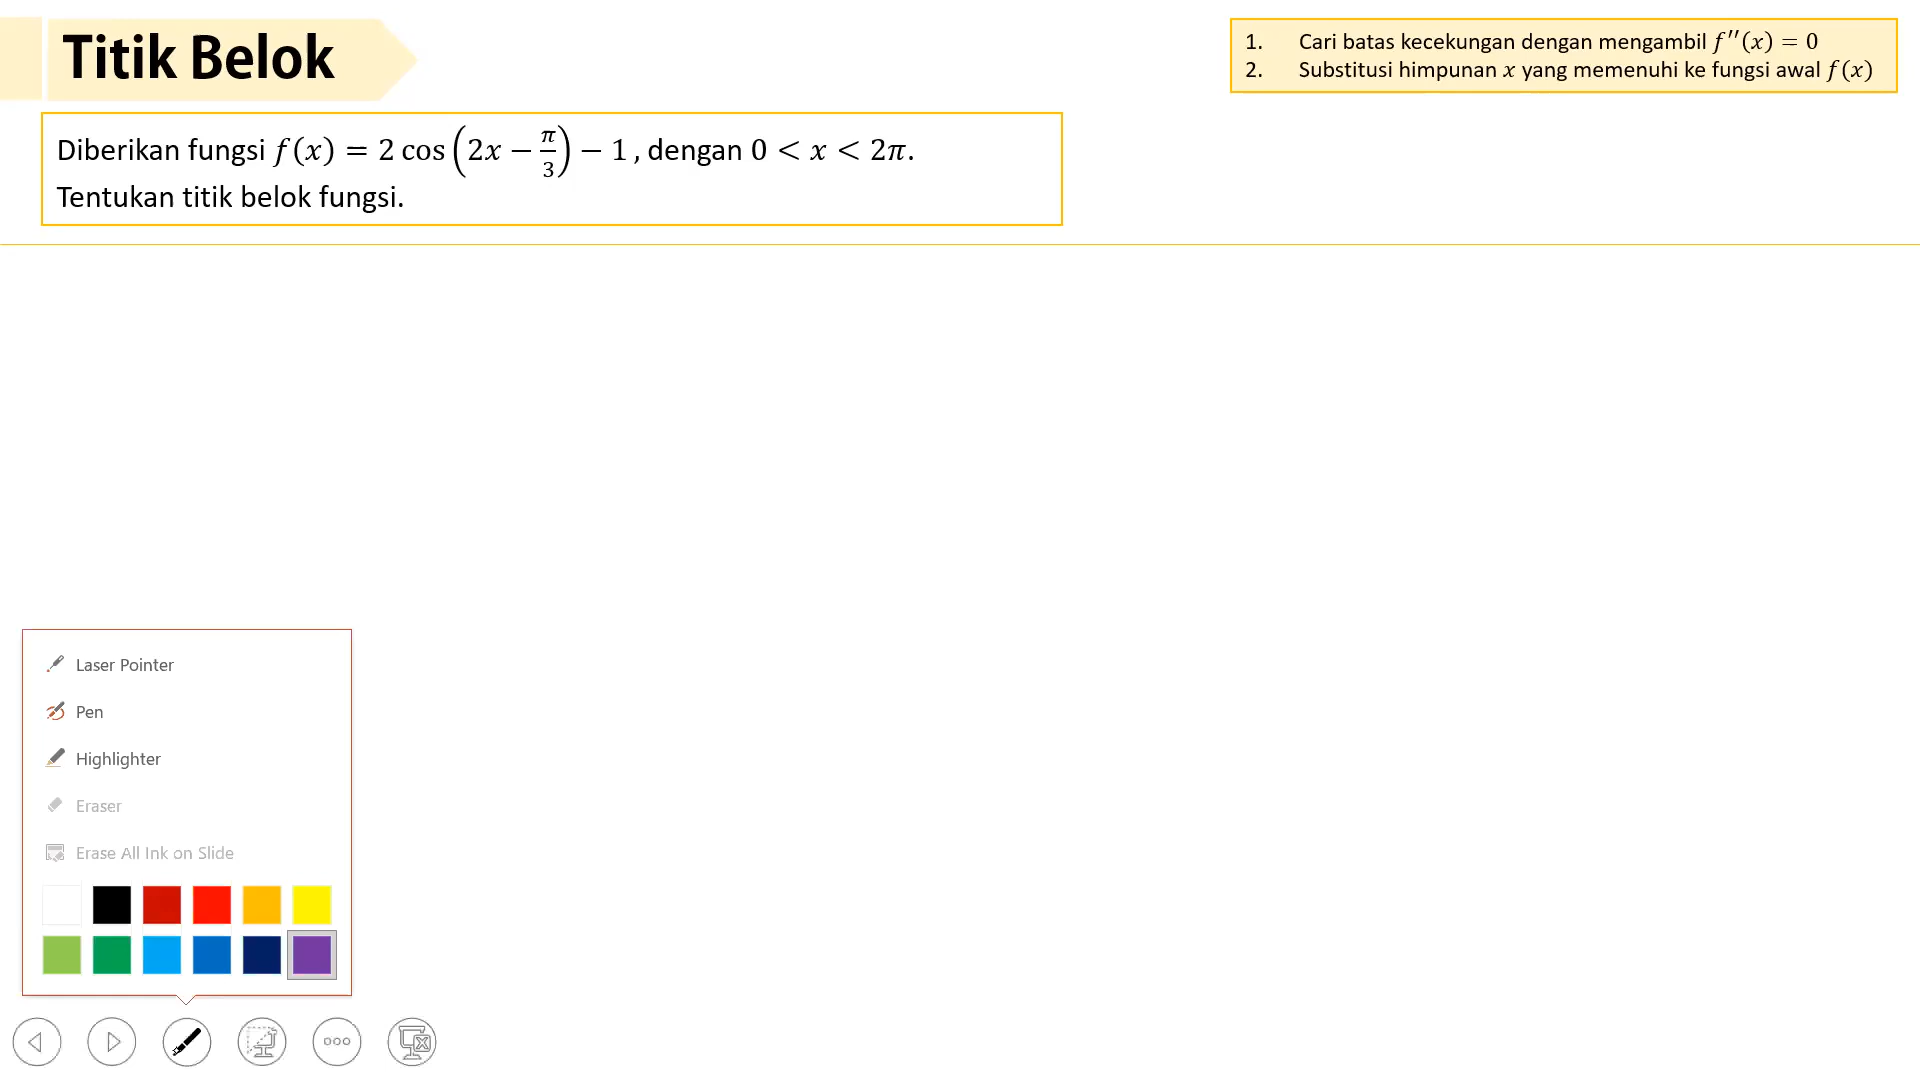 Titik Belok
1. Cari batas kecekungan dengan mengambil f''(x) = 0
2. Substitusi himpunan x yang memenuhi ke fungsi awal f(x)
Diberikan fungsi f(x) = 2 cos(2x − π/3) − 1, dengan 0 < x < 2π.
Tentukan titik belok fungsi.
Laser Pointer
Pen
Highlighter
Eraser
Erase All Ink on Slide